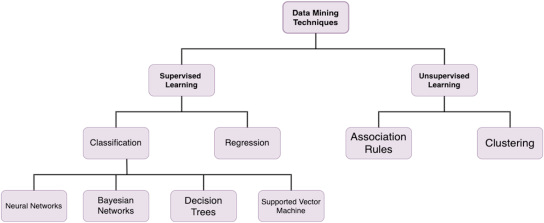 Data Mining
Techniques
Supervised
Learning
Unsupervised
Learning
Classification
Regression
Association
Rules
Clustering
Neural Networks
Bayesian
Networks
Decision
Trees
Supported Vector
Machine